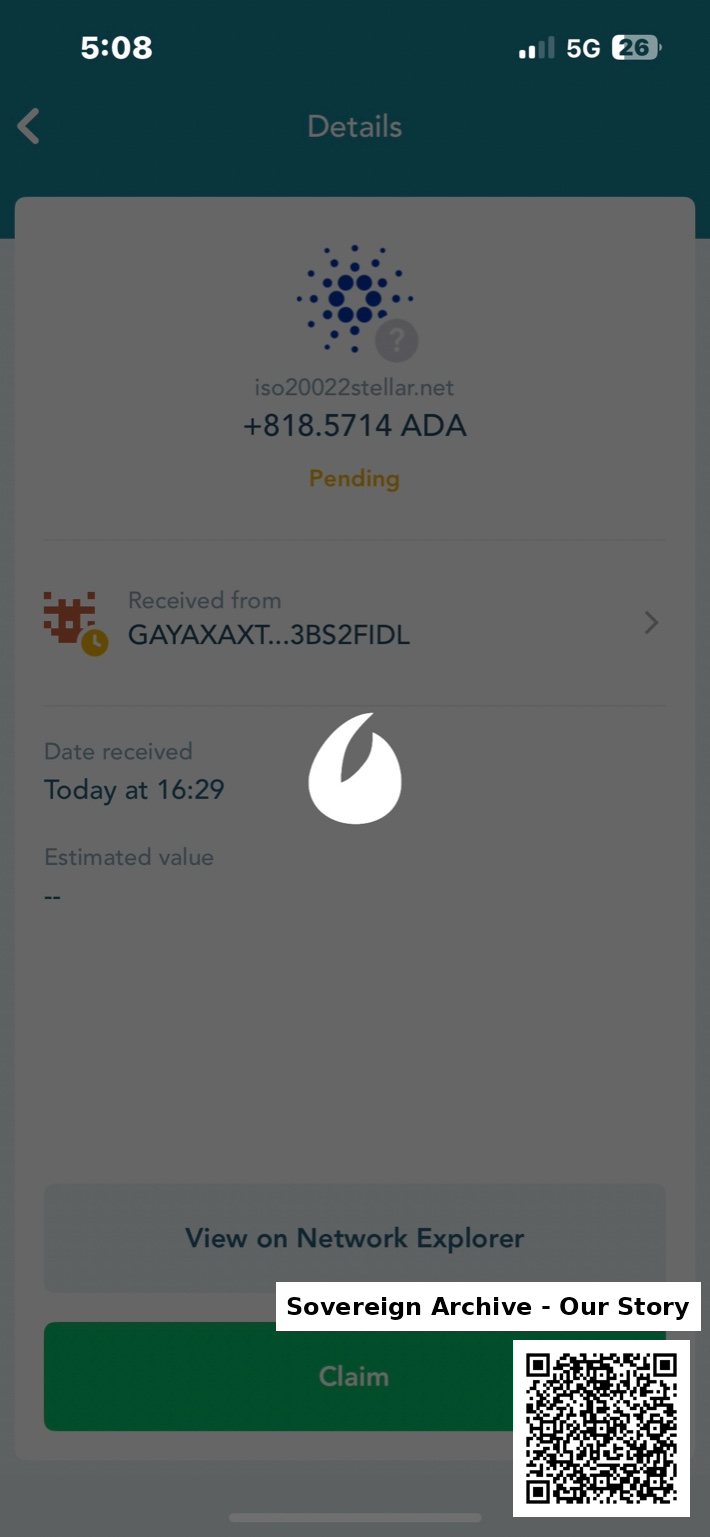 5:08
5G 26
Details
?
iso20022stellar.net
+818.5714 ADA
Pending
Received from
GAYAXAXT...3BS2FIDL
Date received
Today at 16:29
Estimated value
--
View on Network Explorer
Sovereign Archive - Our Story
Claim